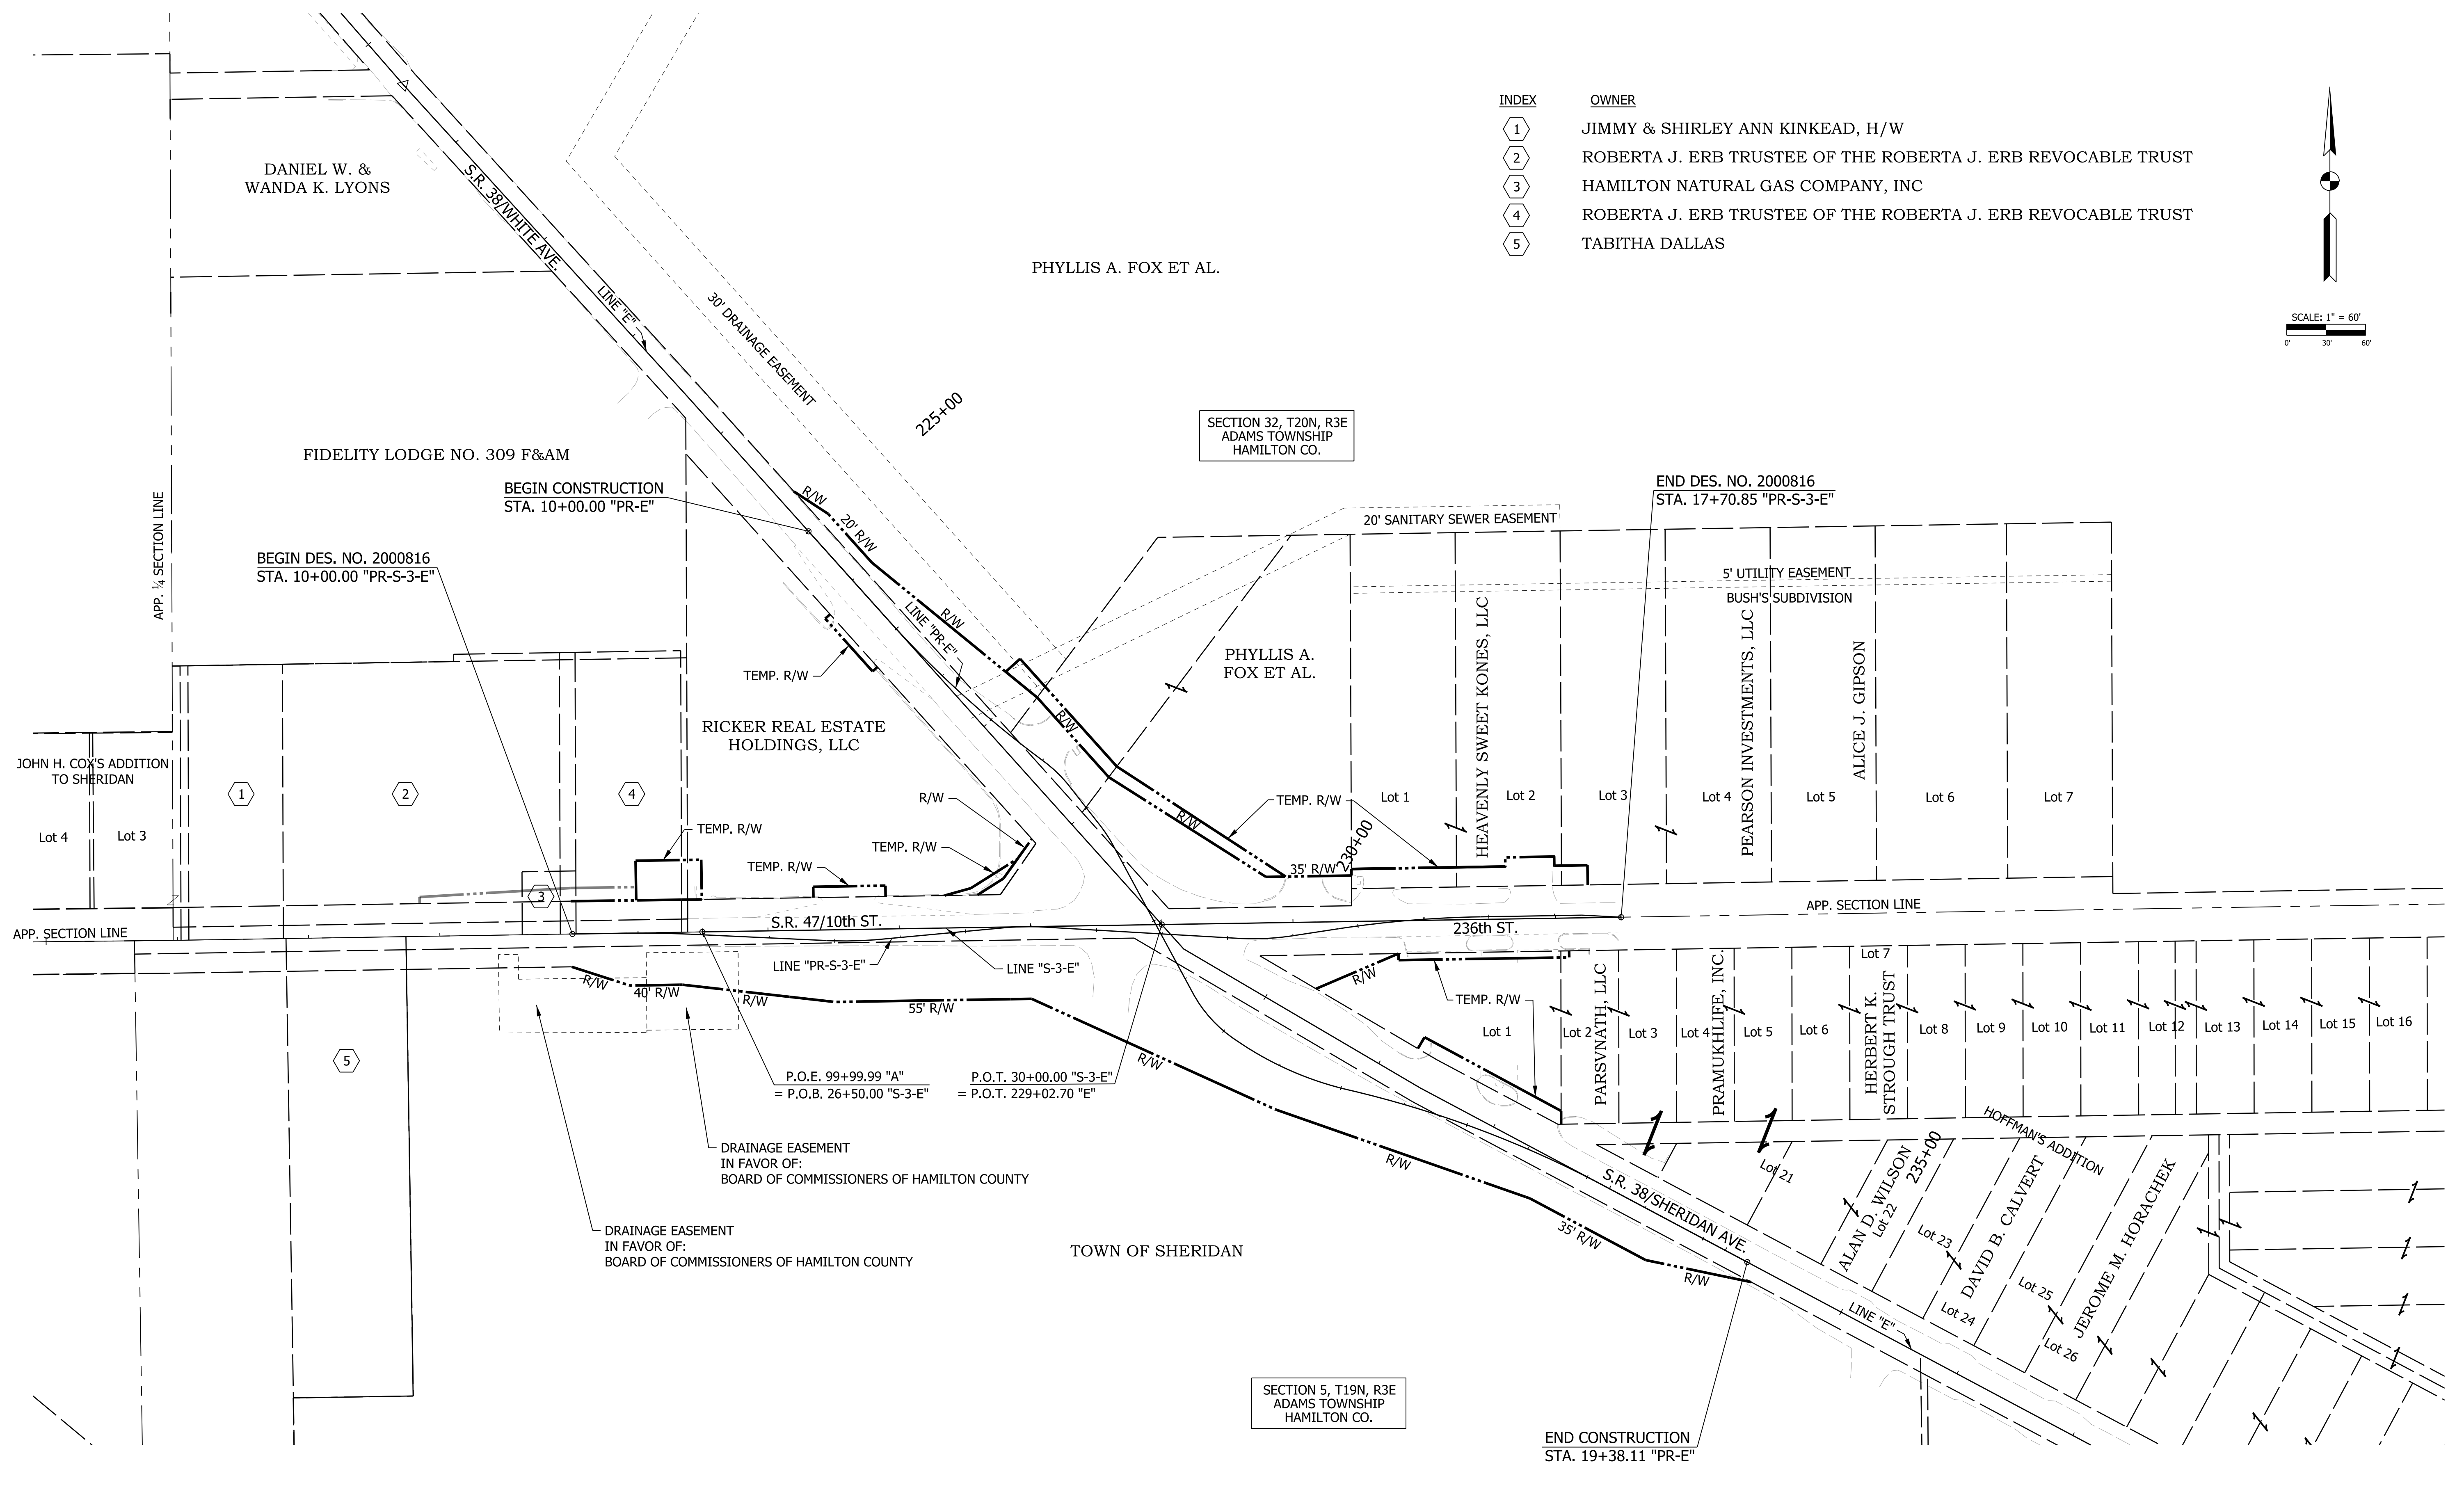 INDEX OWNER
1 JIMMY & SHIRLEY ANN KINKEAD, H/W
2 ROBERTA J. ERB TRUSTEE OF THE ROBERTA J. ERB REVOCABLE TRUST
3 HAMILTON NATURAL GAS COMPANY, INC
4 ROBERTA J. ERB TRUSTEE OF THE ROBERTA J. ERB REVOCABLE TRUST
5 TABITHA DALLAS
SCALE: 1" = 60'
0' 30' 60'
DANIEL W. &
WANDA K. LYONS
S.R. 38/WHITE AVE.
LINE "E"
30' DRAINAGE EASEMENT
PHYLLIS A. FOX ET AL.
225+00
SECTION 32, T20N, R3E
ADAMS TOWNSHIP
HAMILTON CO.
FIDELITY LODGE NO. 309 F&AM
BEGIN CONSTRUCTION
STA. 10+00.00 "PR-E"
BEGIN DES. NO. 2000816
STA. 10+00.00 "PR-S-3-E"
END DES. NO. 2000816
STA. 17+70.85 "PR-S-3-E"
APP. ¼ SECTION LINE
R/W
20' R/W
R/W
LINE "PR-E"
R/W
R/W
20' SANITARY SEWER EASEMENT
5' UTILITY EASEMENT
BUSH'S SUBDIVISION
TEMP. R/W
RICKER REAL ESTATE
HOLDINGS, LLC
PHYLLIS A.
FOX ET AL.
HEAVENLY SWEET KONES, LLC
PEARSON INVESTMENTS, LLC
ALICE J. GIPSON
JOHN H. COX'S ADDITION
TO SHERIDAN
Lot 4
Lot 3
1
2
4
3
5
R/W
TEMP. R/W
TEMP. R/W
TEMP. R/W
TEMP. R/W
35' R/W
230+00
Lot 1
Lot 2
Lot 3
Lot 4
Lot 5
Lot 6
Lot 7
APP. SECTION LINE
S.R. 47/10th ST.
236th ST.
APP. SECTION LINE
LINE "PR-S-3-E"
LINE "S-3-E"
R/W
40' R/W
R/W
55' R/W
R/W
R/W
TEMP. R/W
Lot 1
Lot 2
PARSVNATH, LLC
Lot 3
Lot 4
PRAMUKHLIFE, INC.
Lot 5
Lot 6
Lot 7
HERBERT K.
STROUGH TRUST
Lot 8
Lot 9
Lot 10
Lot 11
Lot 12
Lot 13
Lot 14
Lot 15
Lot 16
P.O.E. 99+99.99 "A"
= P.O.B. 26+50.00 "S-3-E"
P.O.T. 30+00.00 "S-3-E"
= P.O.T. 229+02.70 "E"
DRAINAGE EASEMENT
IN FAVOR OF:
BOARD OF COMMISSIONERS OF HAMILTON COUNTY
DRAINAGE EASEMENT
IN FAVOR OF:
BOARD OF COMMISSIONERS OF HAMILTON COUNTY
TOWN OF SHERIDAN
R/W
35' R/W
R/W
S.R. 38/SHERIDAN AVE.
LINE "E"
HOFFMAN'S ADDITION
Lot 21
ALAN D. WILSON
Lot 22
235+00
Lot 23
DAVID B. CALVERT
Lot 24
Lot 25
JEROME M. HORACHEK
Lot 26
SECTION 5, T19N, R3E
ADAMS TOWNSHIP
HAMILTON CO.
END CONSTRUCTION
STA. 19+38.11 "PR-E"